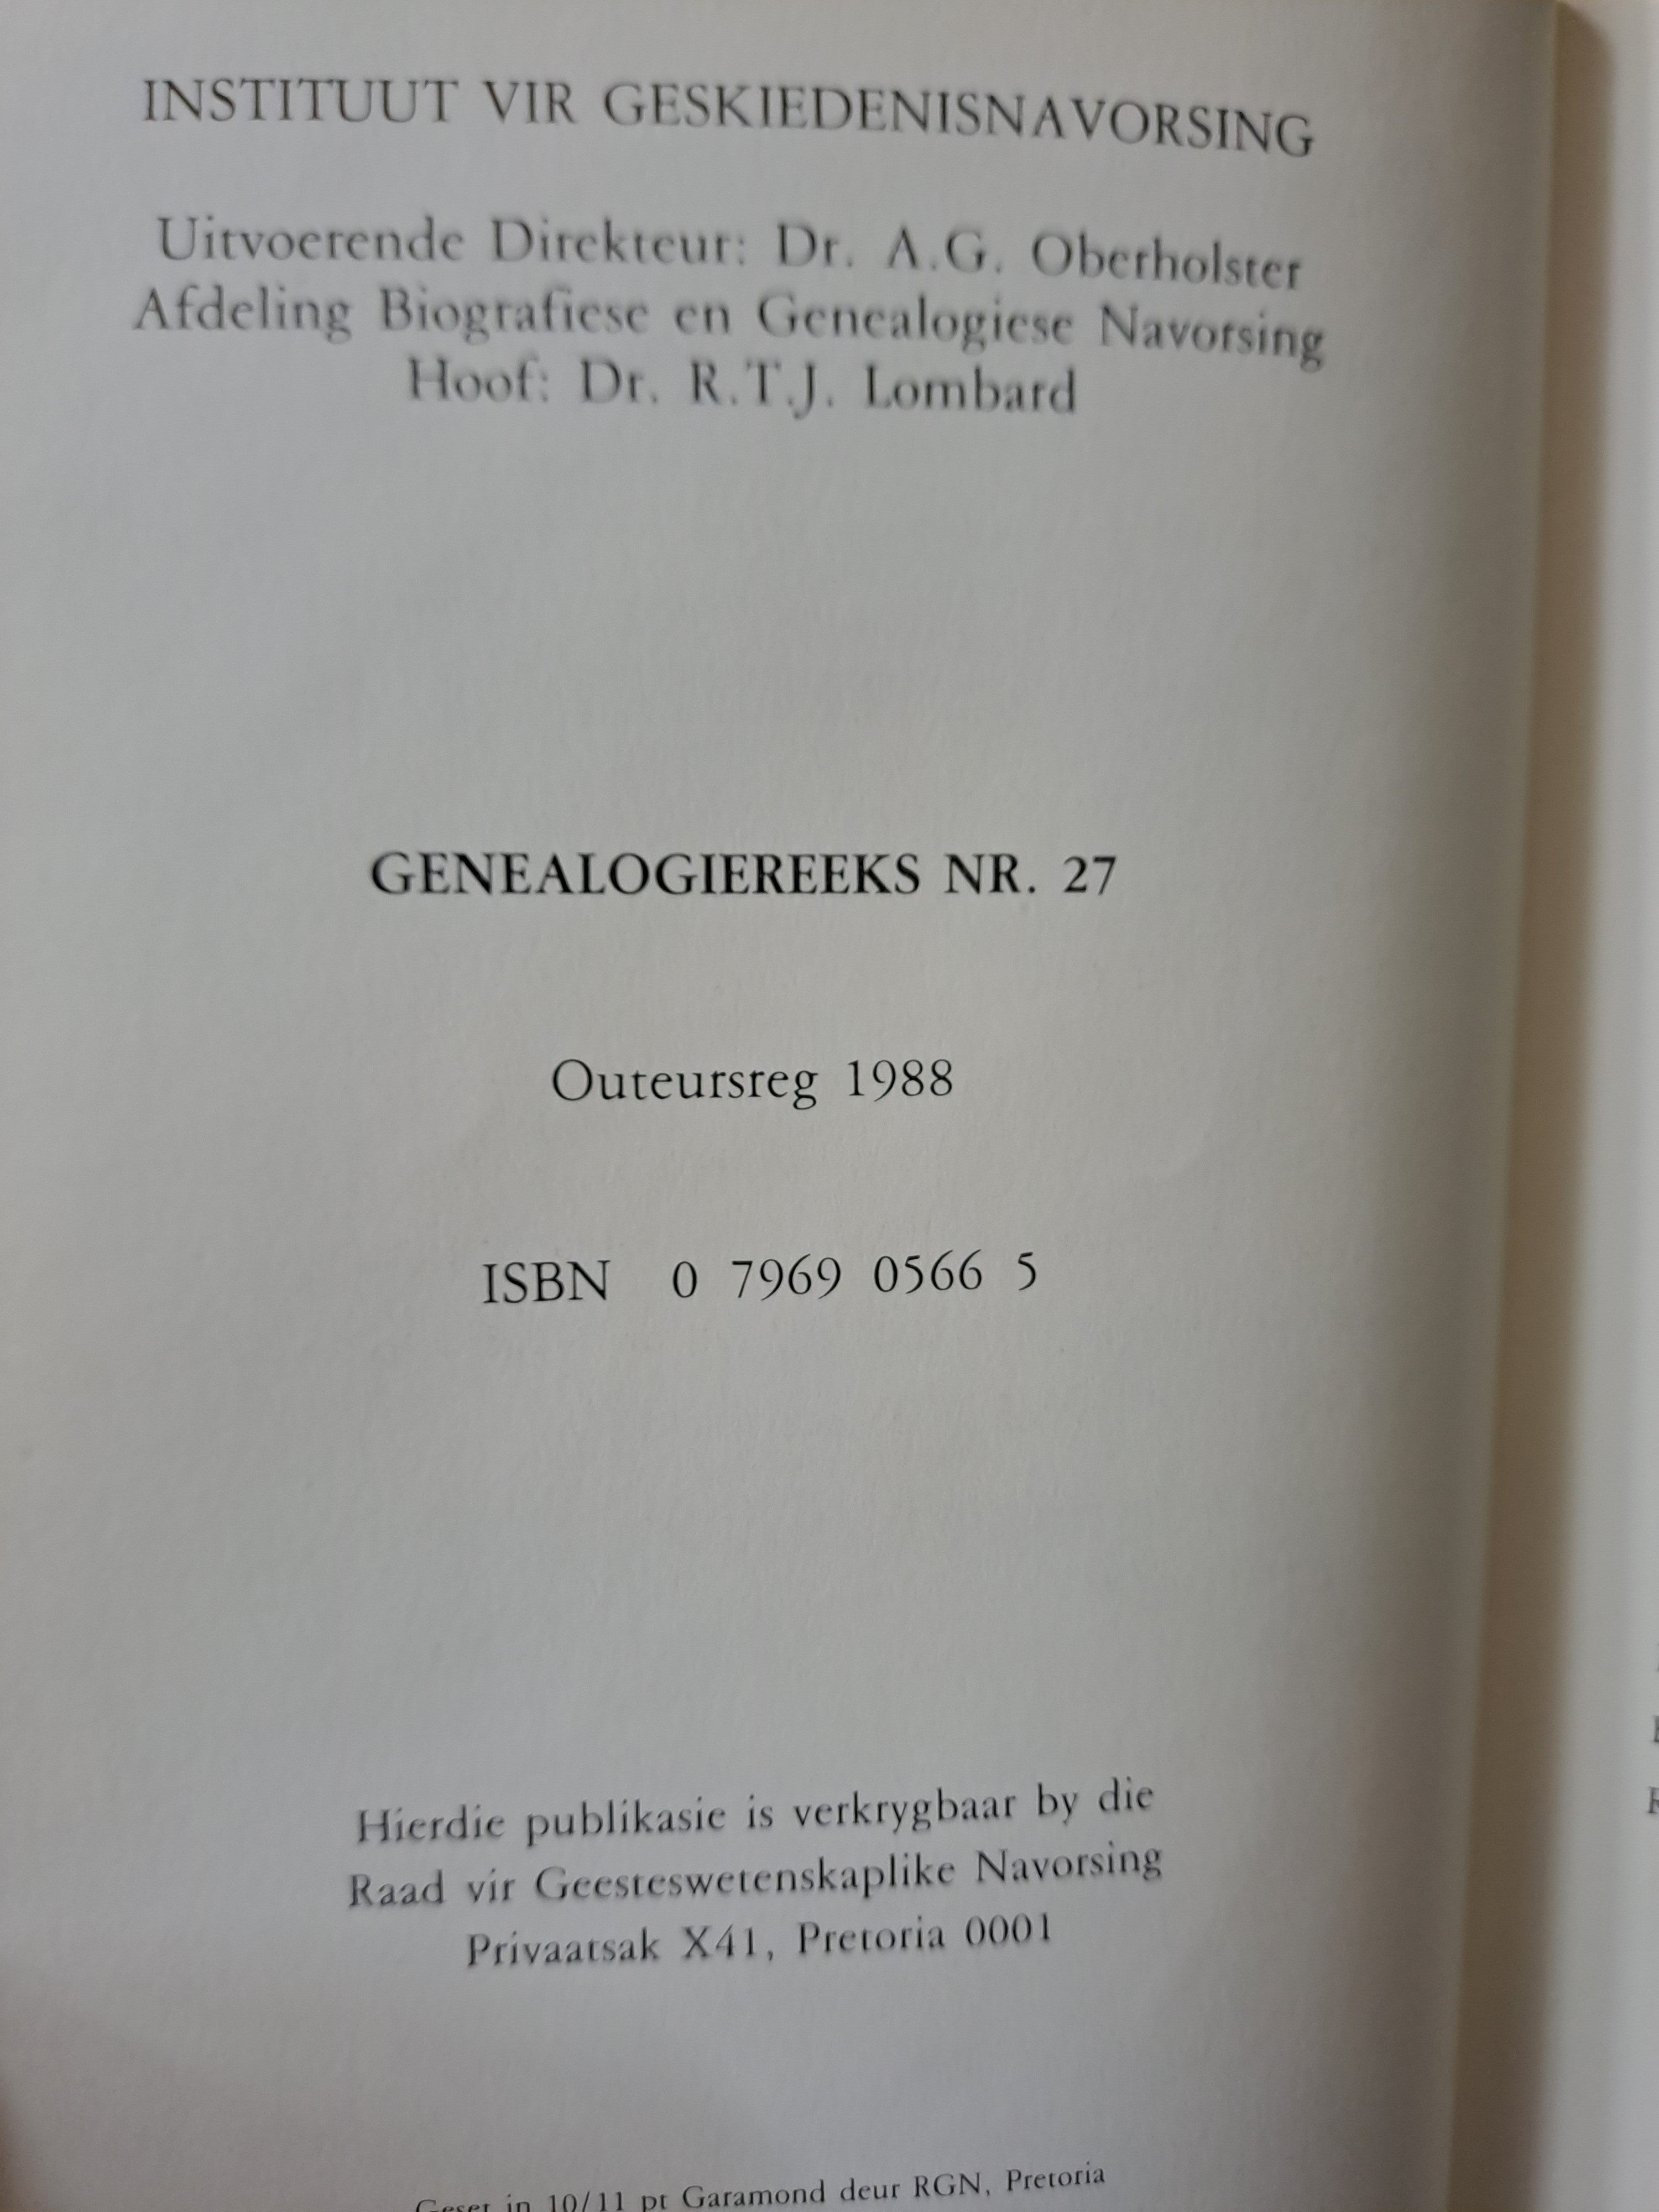 INSTITUUT VIR GESKIEDENISNAVORSING
Uitvoerende Direkteur: Dr. A.G. Oberholster
Afdeling Biografiese en Genealogiese Navorsing
Hoof: Dr. R.T.J. Lombard
GENEALOGIEREEKS NR. 27
Outeursreg 1988
ISBN 0 7969 0566 5
Hierdie publikasie is verkrygbaar by die
Raad vir Geesteswetenskaplike Navorsing
Privaatsak X41, Pretoria 0001
Geset in 10/11 pt Garamond deur RGN, Pretoria